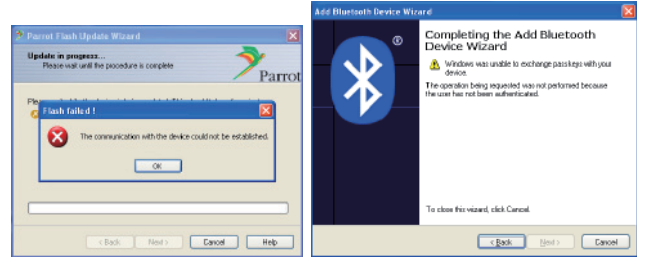 Parrot Flash Update Wizard
Update in progress...
Please wait until the procedure is complete
Parrot
Flash failed !
The communication with the device could not be established.
OK
< Back
Next >
Cancel
Help
Add Bluetooth Device Wizard
®
Completing the Add Bluetooth
Device Wizard
Windows was unable to exchange passkeys with your
device.
The operation being requested was not performed because
the user has not been authenticated.
To close this wizard, click Cancel.
< Back
Next >
Cancel